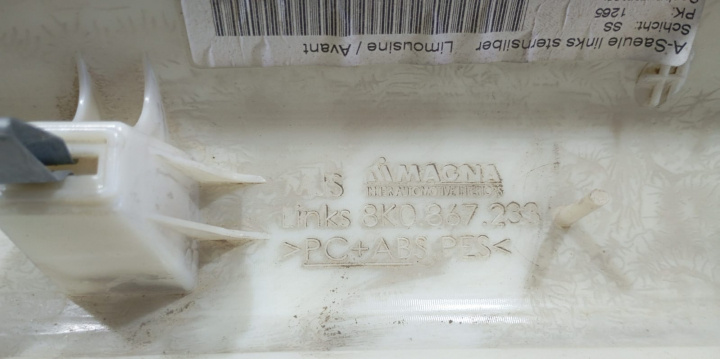 A-Saeule links sternsilber Limousine / Avant
Schicht: SS
PK: 1265
MAGNA
Links 8K0 867 233
>PC+ABS PES<